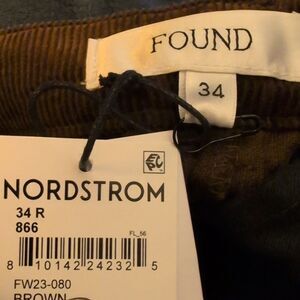 FOUND
34
NORDSTROM
34 R
866
FL_56
8 10142 24232 5
FW23-080
BROWN